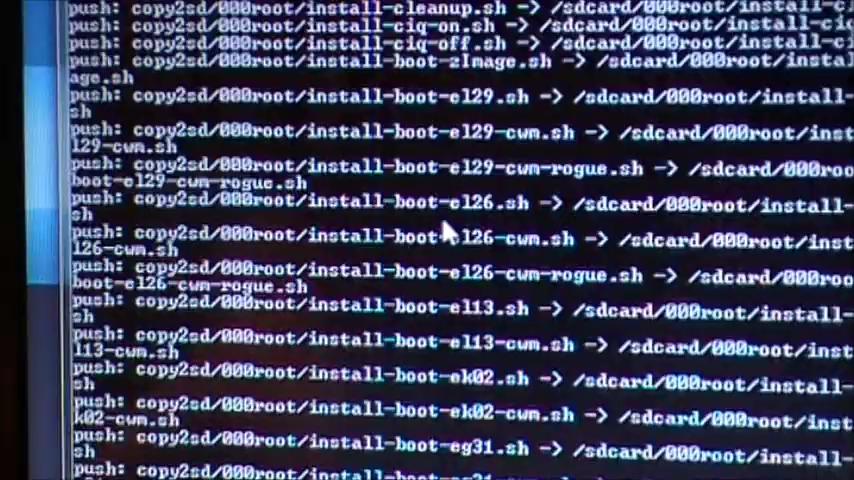 push: copy2sd/000root/install-cleanup.sh -> /sdcard/000root/install-c
push: copy2sd/000root/install-ciq-on.sh -> /sdcard/000root/install-ci
push: copy2sd/000root/install-ciq-off.sh -> /sdcard/000root/install-ci
push: copy2sd/000root/install-boot-zImage.sh -> /sdcard/000root/instal
age.sh
push: copy2sd/000root/install-boot-el29.sh -> /sdcard/000root/install-
sh
push: copy2sd/000root/install-boot-el29-cwm.sh -> /sdcard/000root/inst
l29-cwm.sh
push: copy2sd/000root/install-boot-el29-cwm-rogue.sh -> /sdcard/000roo
boot-el29-cwm-rogue.sh
push: copy2sd/000root/install-boot-el26.sh -> /sdcard/000root/install-
sh
push: copy2sd/000root/install-boot-el26-cwm.sh -> /sdcard/000root/inst
l26-cwm.sh
push: copy2sd/000root/install-boot-el26-cwm-rogue.sh -> /sdcard/000roo
boot-el26-cwm-rogue.sh
push: copy2sd/000root/install-boot-el13.sh -> /sdcard/000root/install-
sh
push: copy2sd/000root/install-boot-el13-cwm.sh -> /sdcard/000root/inst
l13-cwm.sh
push: copy2sd/000root/install-boot-ek02.sh -> /sdcard/000root/install-
sh
push: copy2sd/000root/install-boot-ek02-cwm.sh -> /sdcard/000root/inst
k02-cwm.sh
push: copy2sd/000root/install-boot-eg31.sh -> /sdcard/000root/install-
sh
push: copy2sd/000root/install-boot-